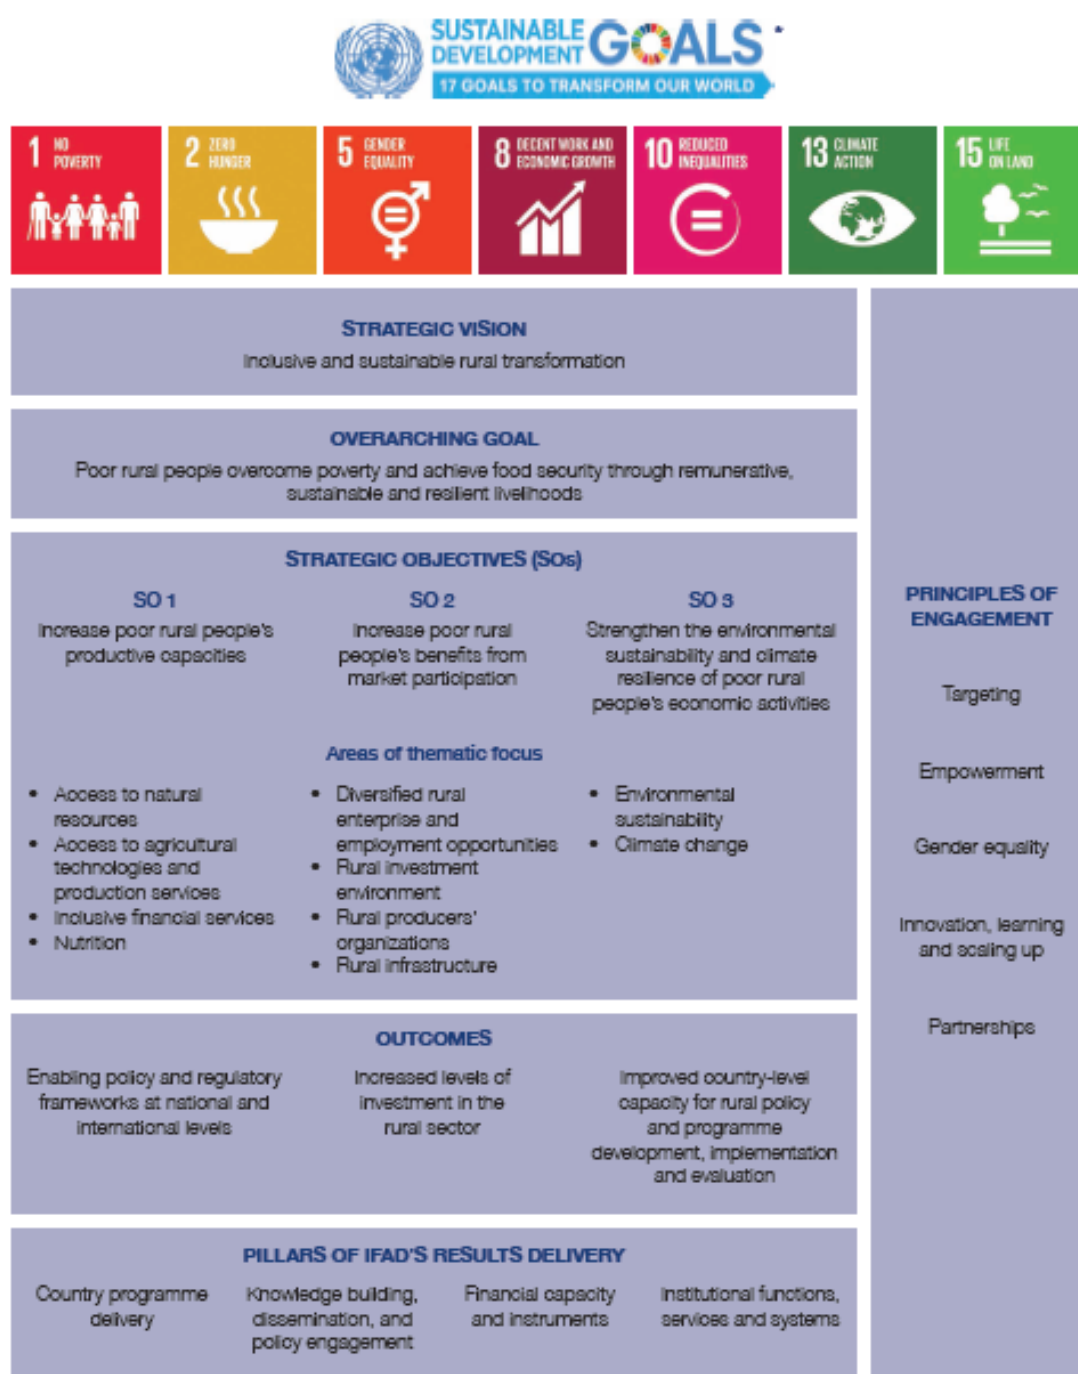 SUSTAINABLE
DEVELOPMENT
GOALS
17 GOALS TO TRANSFORM OUR WORLD
1 NO
POVERTY
2 ZERO
HUNGER
5 GENDER
EQUALITY
8 DECENT WORK AND
ECONOMIC GROWTH
10 REDUCED
INEQUALITIES
13 CLIMATE
ACTION
15 LIFE
ON LAND
STRATEGIC VISION
Inclusive and sustainable rural transformation
OVERARCHING GOAL
Poor rural people overcome poverty and achieve food security through remunerative,
sustainable and resilient livelihoods
STRATEGIC OBJECTIVES (SOs)
SO 1
Increase poor rural people's
productive capacities
SO 2
Increase poor rural
people's benefits from
market participation
SO 3
Strengthen the environmental
sustainability and climate
resilience of poor rural
people's economic activities
Areas of thematic focus
• Access to natural
resources
• Access to agricultural
technologies and
production services
• Inclusive financial services
• Nutrition
• Diversified rural
enterprise and
employment opportunities
• Rural investment
environment
• Rural producers'
organizations
• Rural infrastructure
• Environmental
sustainability
• Climate change
OUTCOMES
Enabling policy and regulatory
frameworks at national and
international levels
Increased levels of
investment in the
rural sector
Improved country-level
capacity for rural policy
and programme
development, implementation
and evaluation
PILLARS OF IFAD'S RESULTS DELIVERY
Country programme
delivery
Knowledge building,
dissemination, and
policy engagement
Financial capacity
and instruments
Institutional functions,
services and systems
PRINCIPLES OF
ENGAGEMENT
Targeting
Empowerment
Gender equality
Innovation, learning
and scaling up
Partnerships